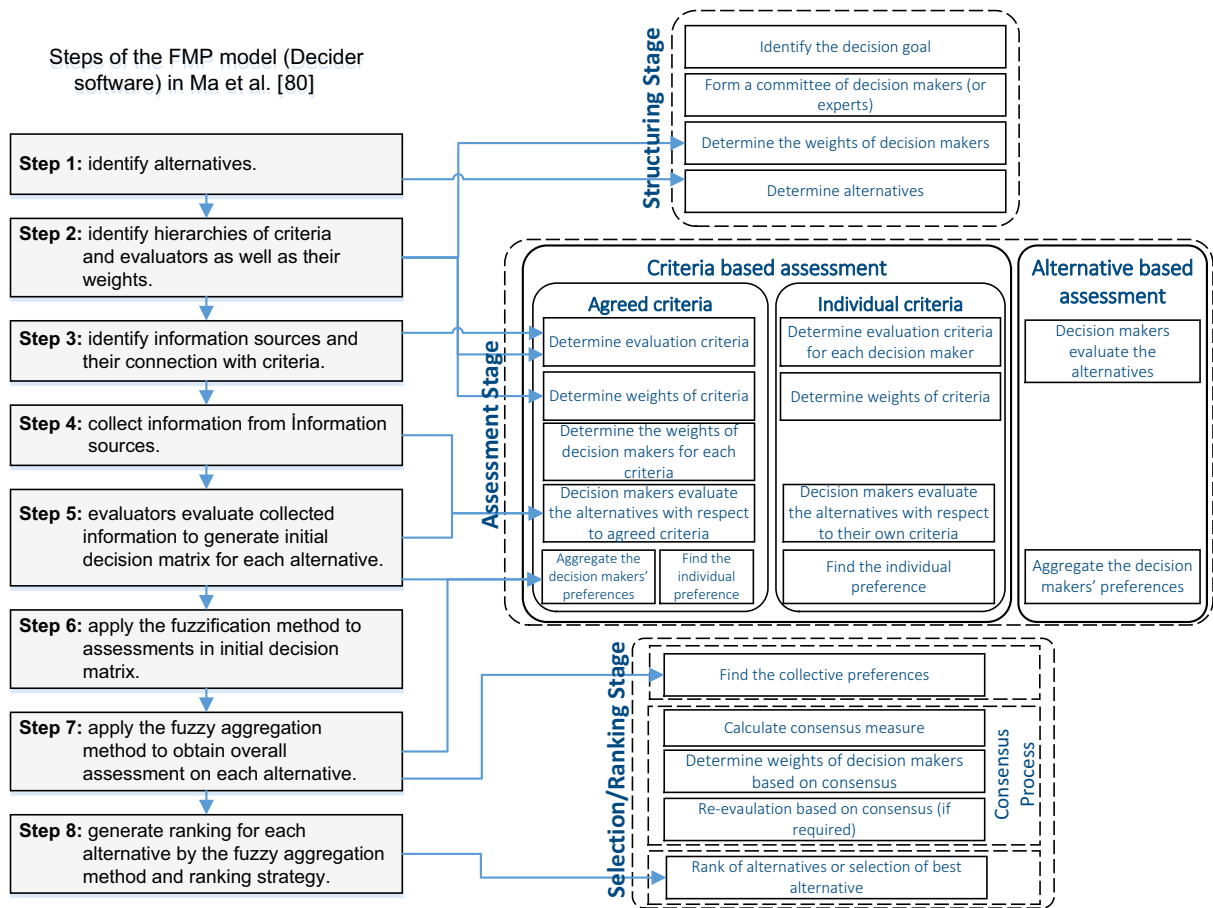 Steps of the FMP model (Decider
software) in Ma et al. [80]
Step 1: identify alternatives.
Step 2: identify hierarchies of criteria
and evaluators as well as their
weights.
Step 3: identify information sources and
their connection with criteria.
Step 4: collect information from İnformation
sources.
Step 5: evaluators evaluate collected
information to generate initial
decision matrix for each alternative.
Step 6: apply the fuzzification method to
assessments in initial decision
matrix.
Step 7: apply the fuzzy aggregation
method to obtain overall
assessment on each alternative.
Step 8: generate ranking for each
alternative by the fuzzy aggregation
method and ranking strategy.
Structuring Stage
Identify the decision goal
Form a committee of decision makers (or
experts)
Determine the weights of decision makers
Determine alternatives
Assessment Stage
Criteria based assessment
Agreed criteria
Determine evaluation criteria
Determine weights of criteria
Determine the weights of
decision makers for each
criteria
Decision makers evaluate
the alternatives with respect
to agreed criteria
Aggregate the
decision makers’
preferences
Find the
individual
preference
Individual criteria
Determine evaluation criteria
for each decision maker
Determine weights of criteria
Decision makers evaluate
the alternatives with respect
to their own criteria
Find the individual
preference
Alternative based
assessment
Decision makers
evaluate the
alternatives
Aggregate the decision
makers’ preferences
Selection/Ranking Stage
Find the collective preferences
Calculate consensus measure
Determine weights of decision makers
based on consensus
Re-evaulation based on consensus (if
required)
Consensus
Process
Rank of alternatives or selection of best
alternative